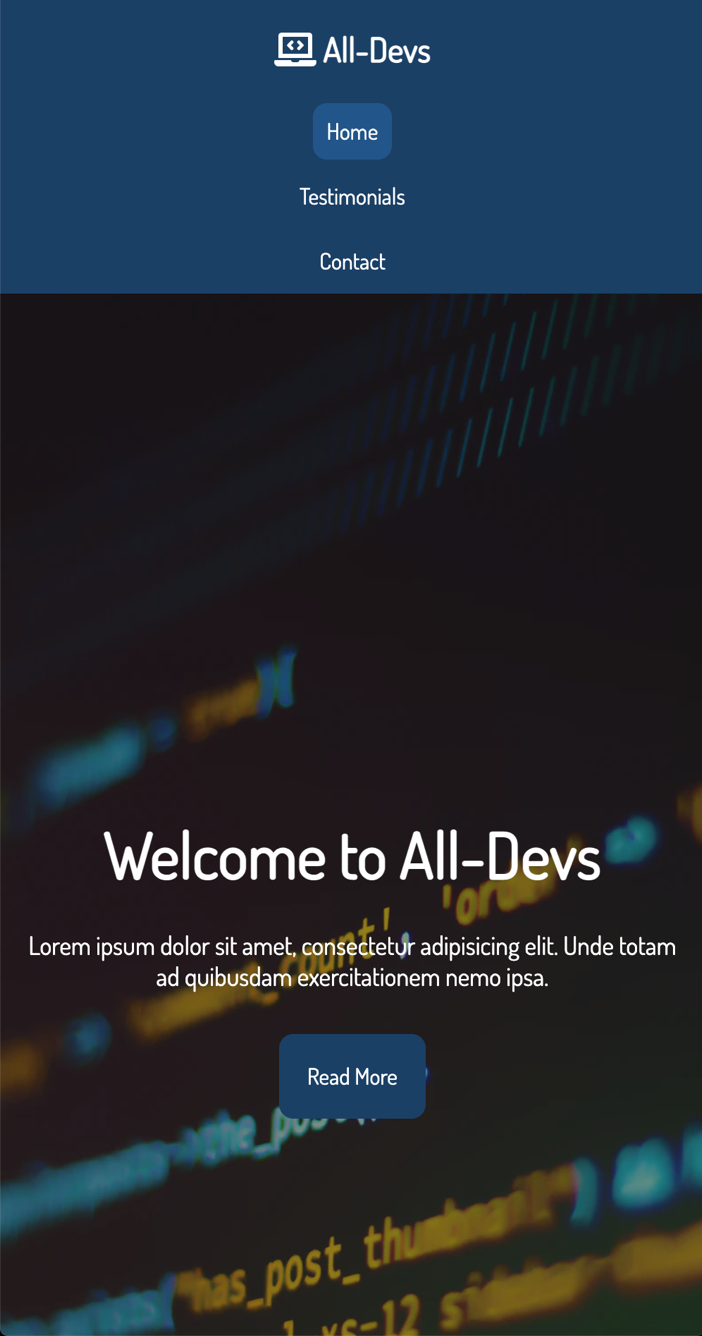 All-Devs
Home
Testimonials
Contact
Welcome to All-Devs
Lorem ipsum dolor sit amet, consectetur adipisicing elit. Unde totam
ad quibusdam exercitationem nemo ipsa.
Read More
has_post_thumbnail